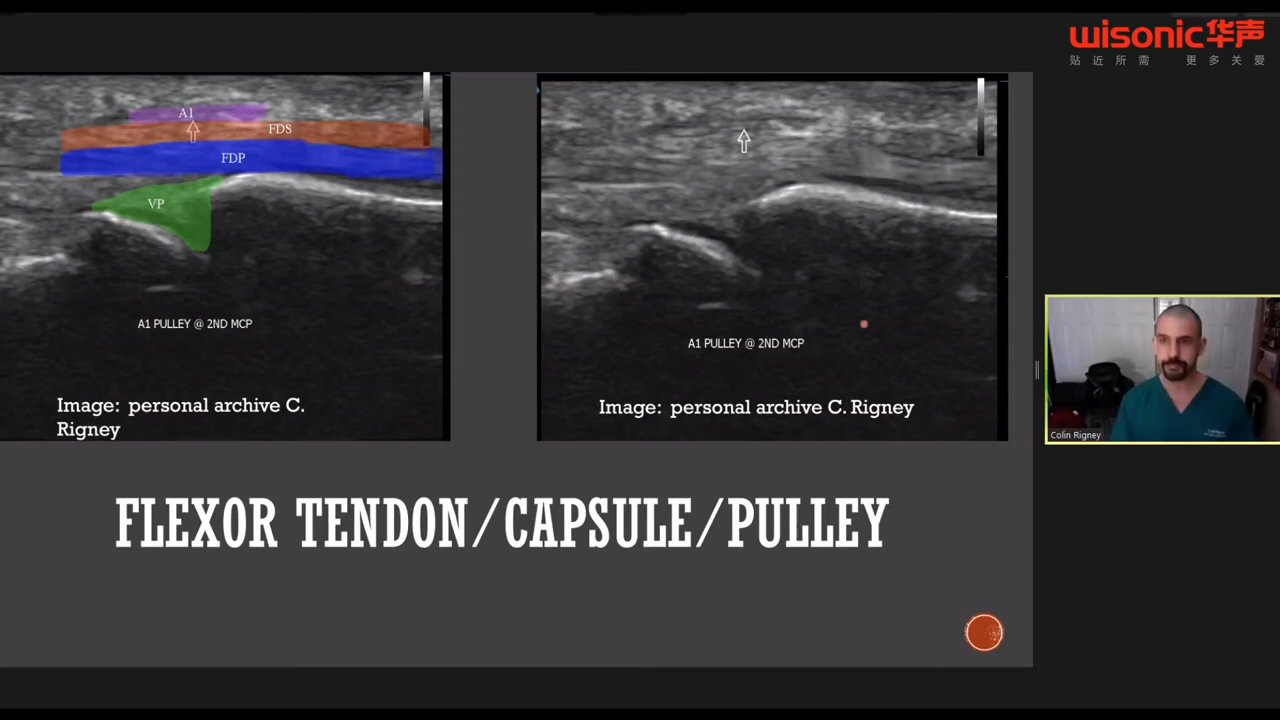 wisonic华声
贴近所需 更多关爱
A1
FDS
FDP
VP
A1 PULLEY @ 2ND MCP
Image: personal archive C.
Rigney
A1 PULLEY @ 2ND MCP
Image: personal archive C. Rigney
Colin Rigney
FLEXOR TENDON/CAPSULE/PULLEY